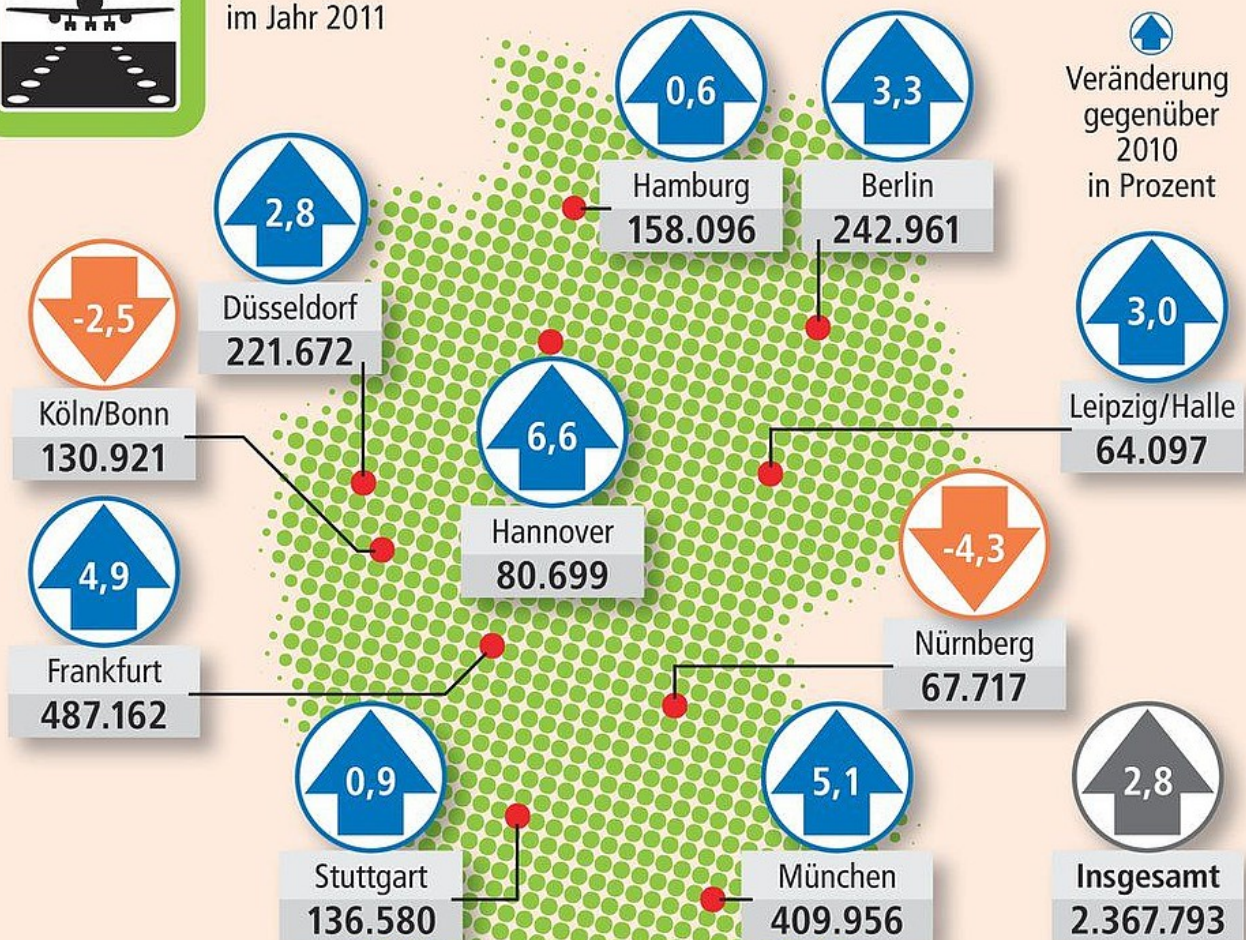 im Jahr 2011
0,6
Hamburg
158.096
3,3
Berlin
242.961
Veränderung
gegenüber
2010
in Prozent
2,8
Düsseldorf
221.672
-2,5
Köln/Bonn
130.921
3,0
Leipzig/Halle
64.097
6,6
Hannover
80.699
4,9
Frankfurt
487.162
-4,3
Nürnberg
67.717
0,9
Stuttgart
136.580
5,1
München
409.956
2,8
Insgesamt
2.367.793